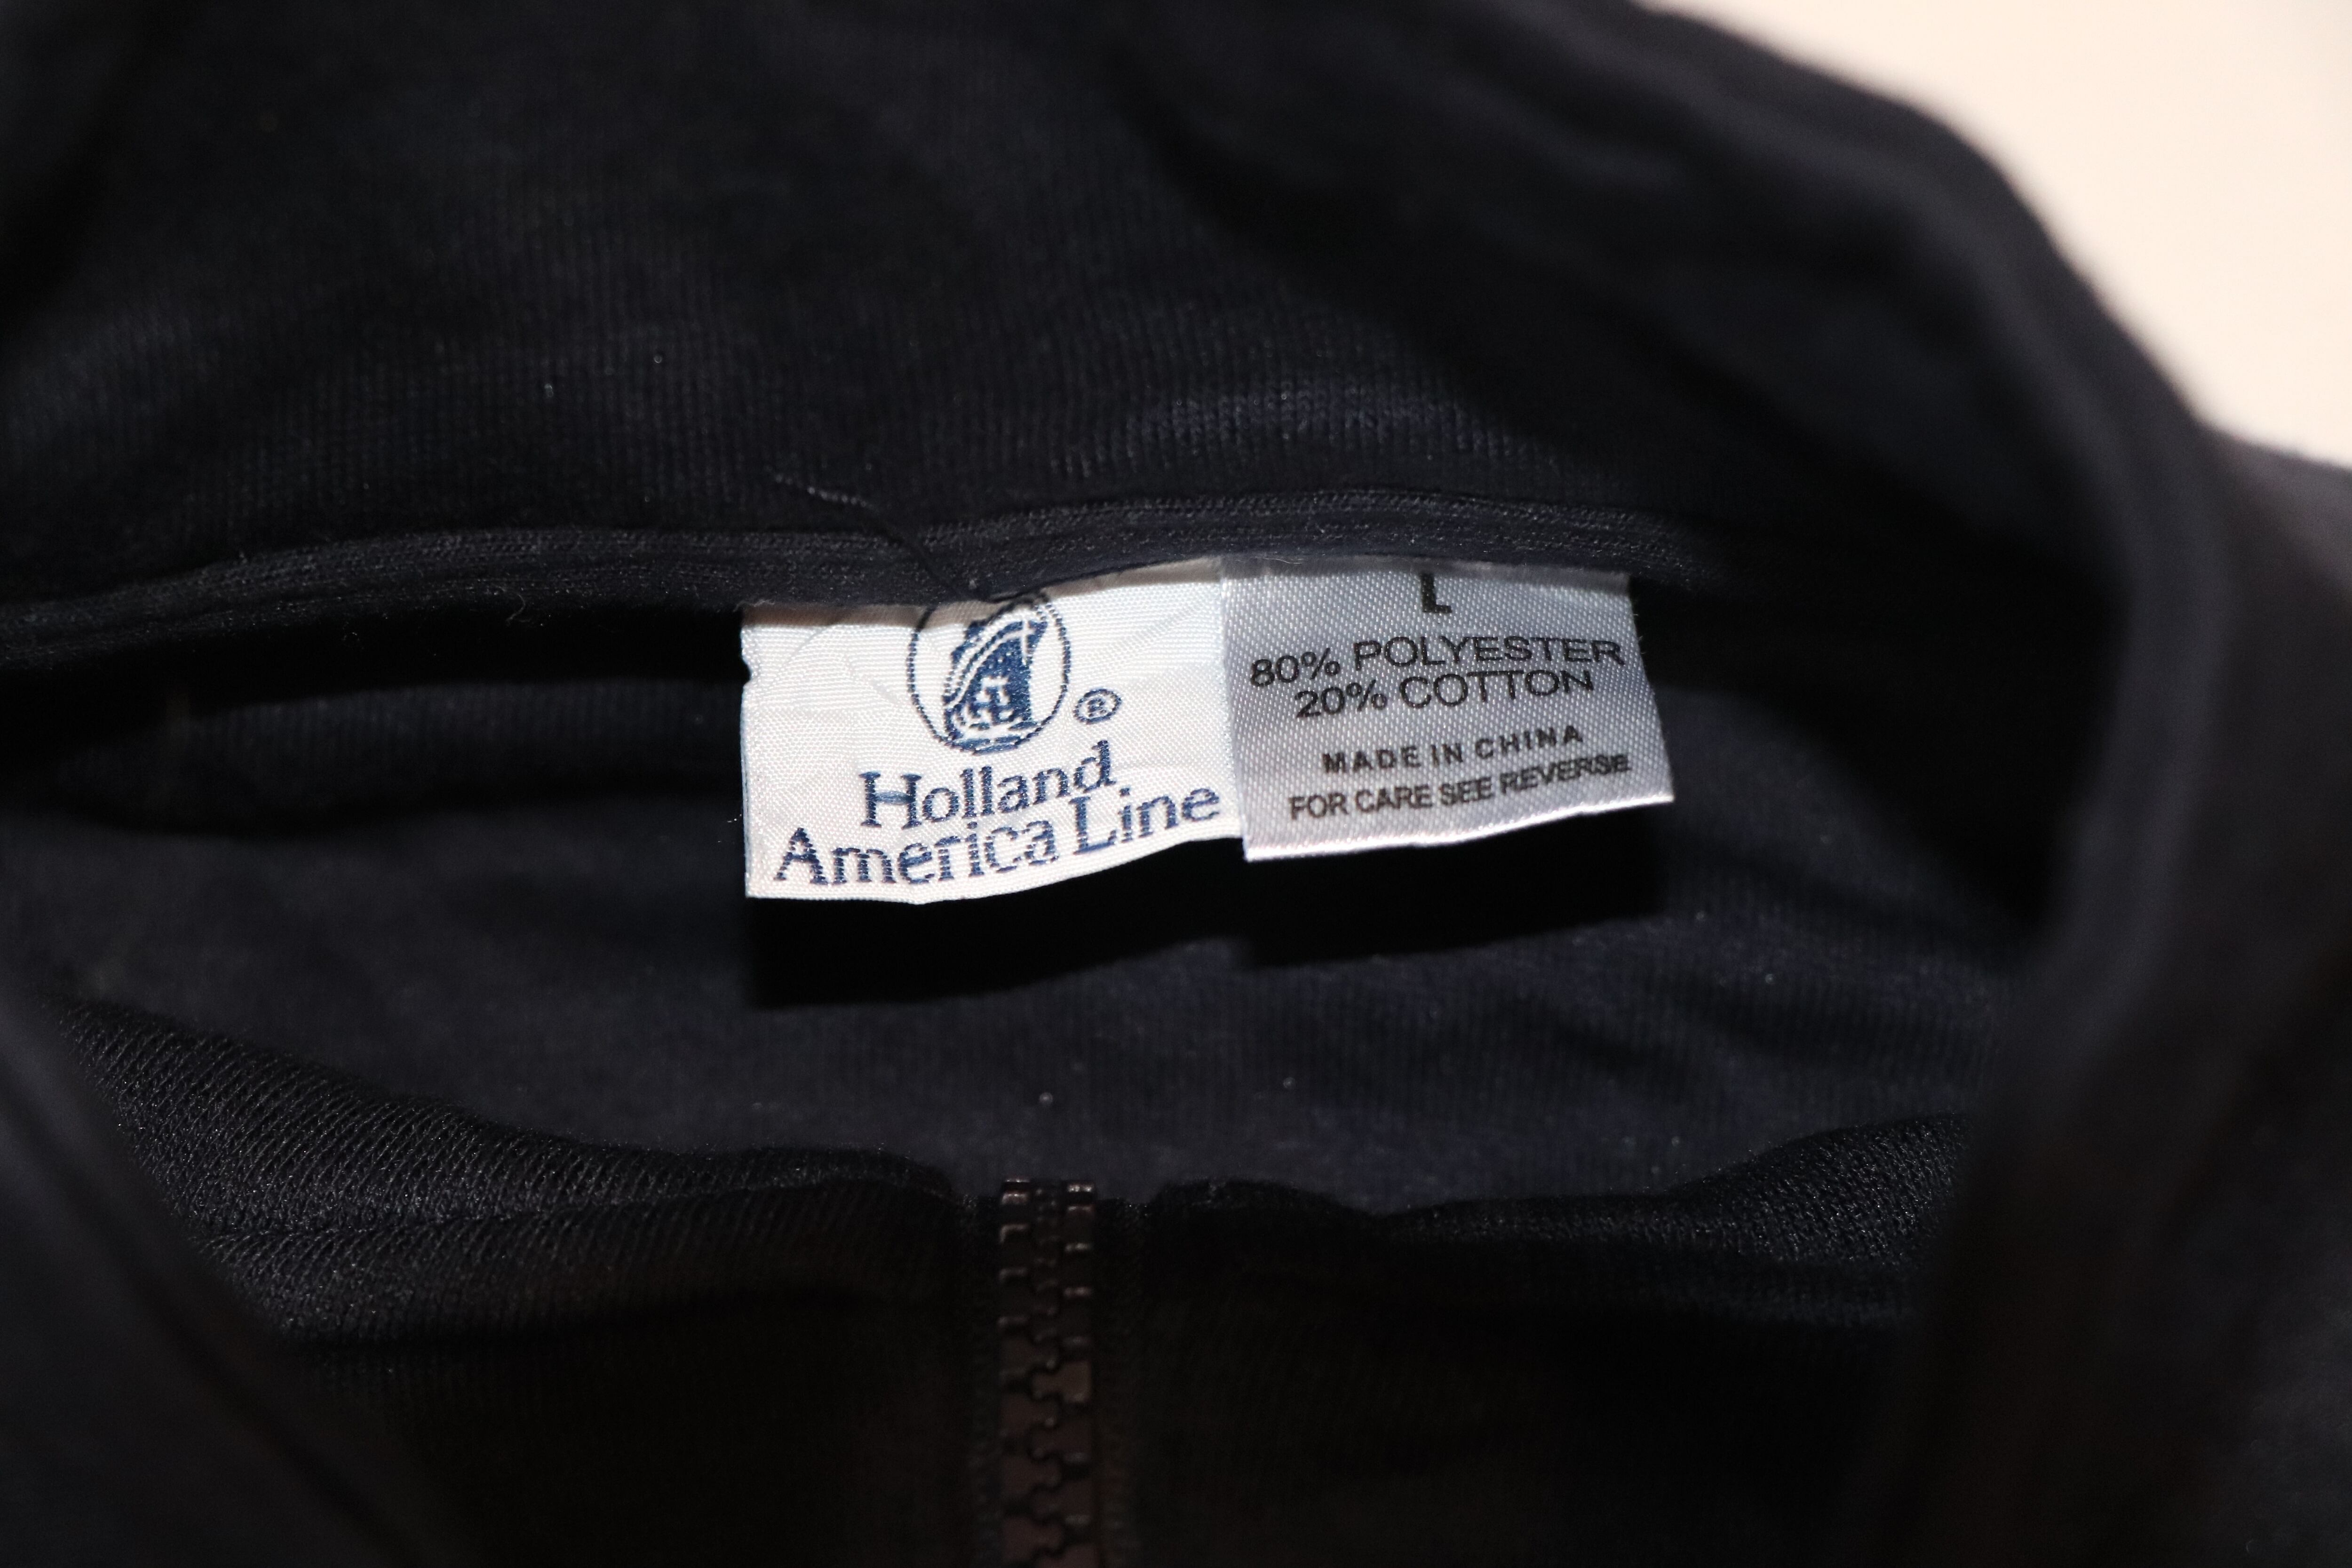 ®
Holland
America Line
L
80% POLYESTER
20% COTTON
MADE IN CHINA
FOR CARE SEE REVERSE